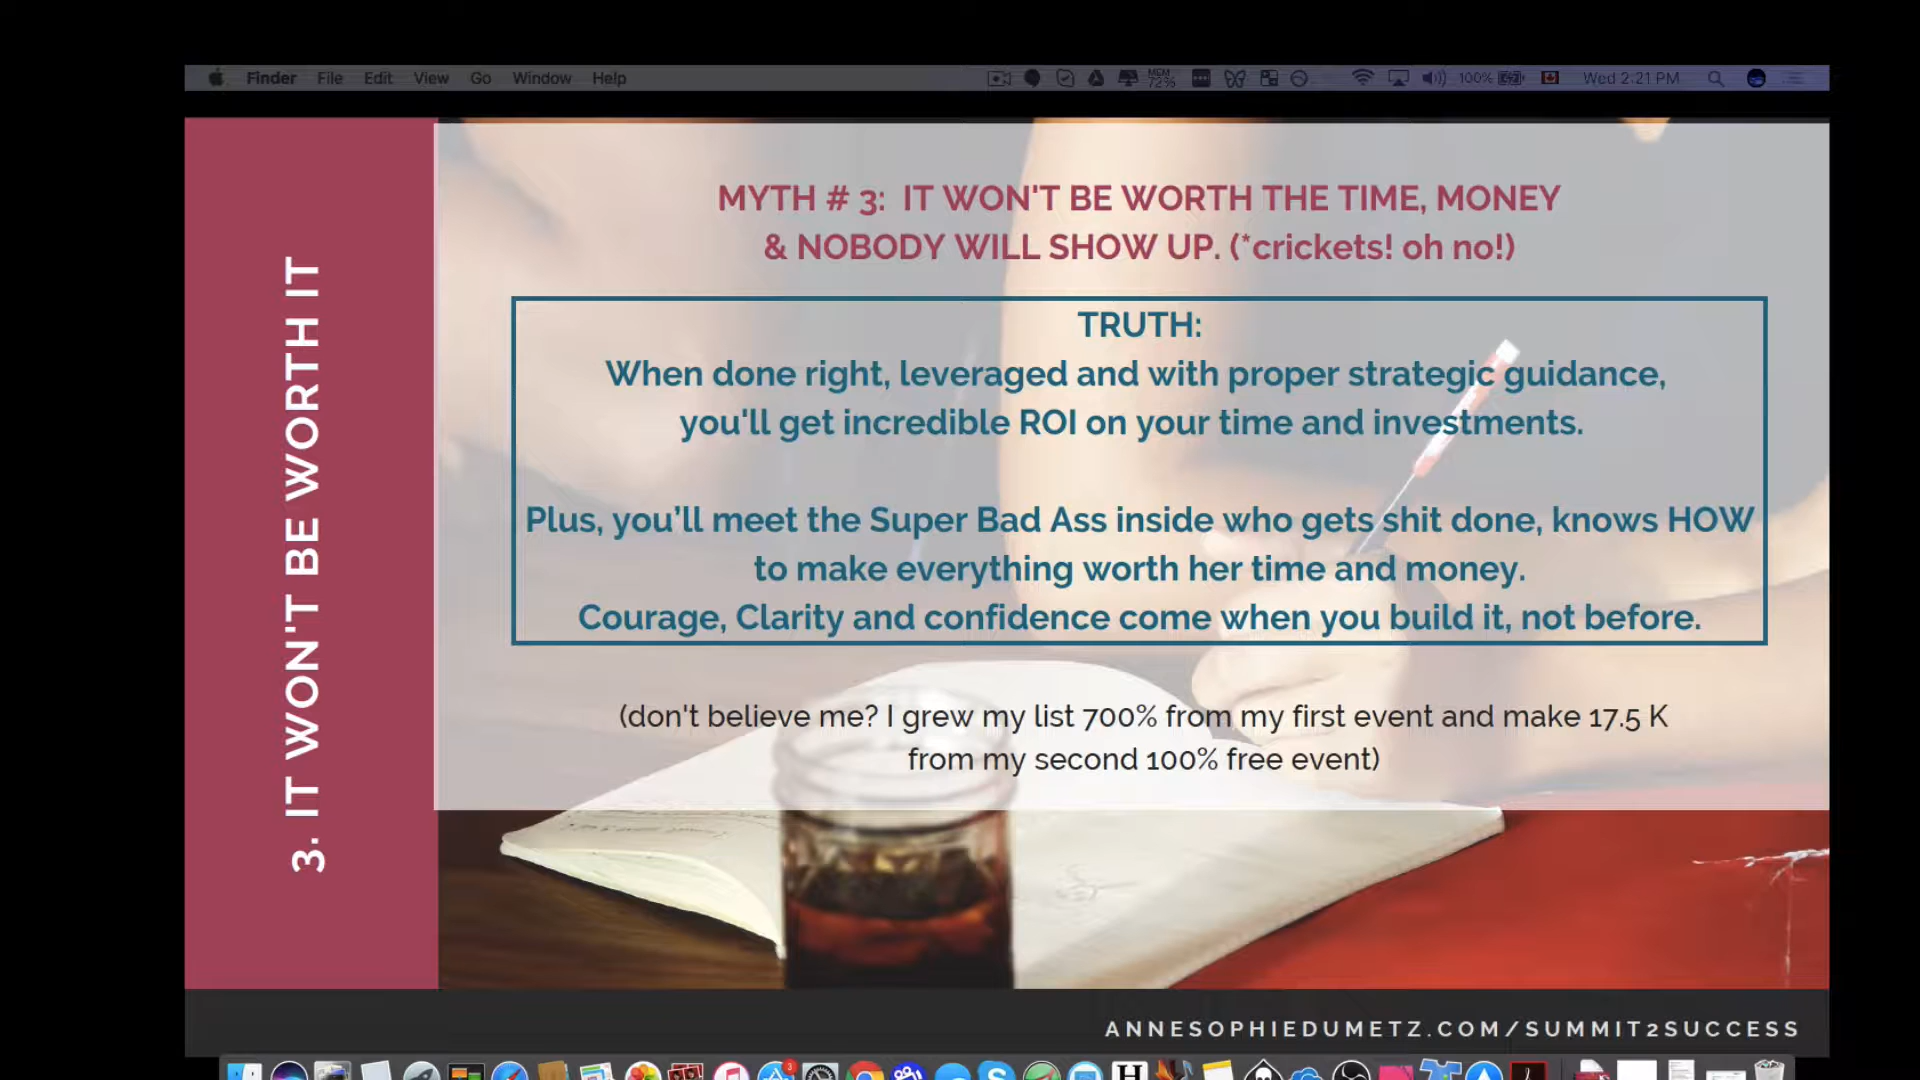 Finder File Edit View Go Window Help
MEM 72% 100% Wed 2:21 PM
3. IT WON'T BE WORTH IT
MYTH # 3: IT WON'T BE WORTH THE TIME, MONEY
& NOBODY WILL SHOW UP. (*crickets! oh no!)
TRUTH:
When done right, leveraged and with proper strategic guidance,
you'll get incredible ROI on your time and investments.
Plus, you’ll meet the Super Bad Ass inside who gets shit done, knows HOW
to make everything worth her time and money.
Courage, Clarity and confidence come when you build it, not before.
(don't believe me? I grew my list 700% from my first event and make 17.5 K
from my second 100% free event)
ANNESOPHIEDUMETZ.COM/SUMMIT2SUCCESS
3